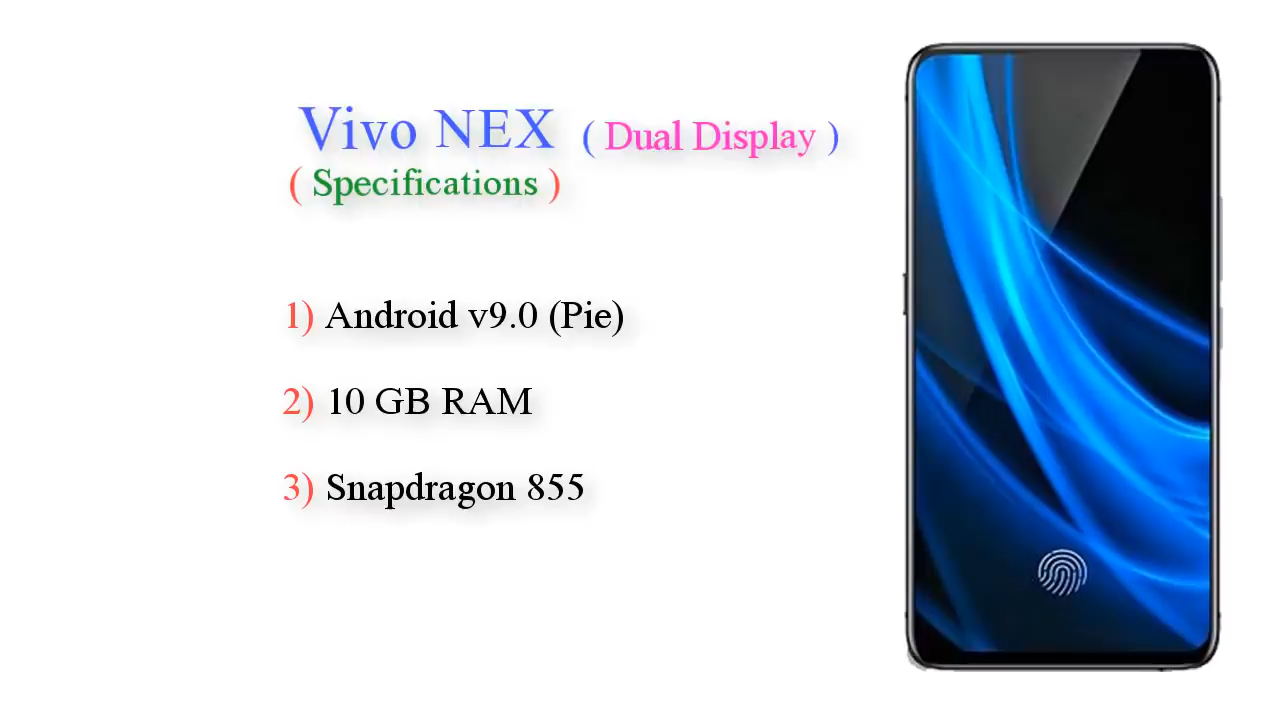 Vivo NEX ( Dual Display )
( Specifications )
1) Android v9.0 (Pie)
2) 10 GB RAM
3) Snapdragon 855